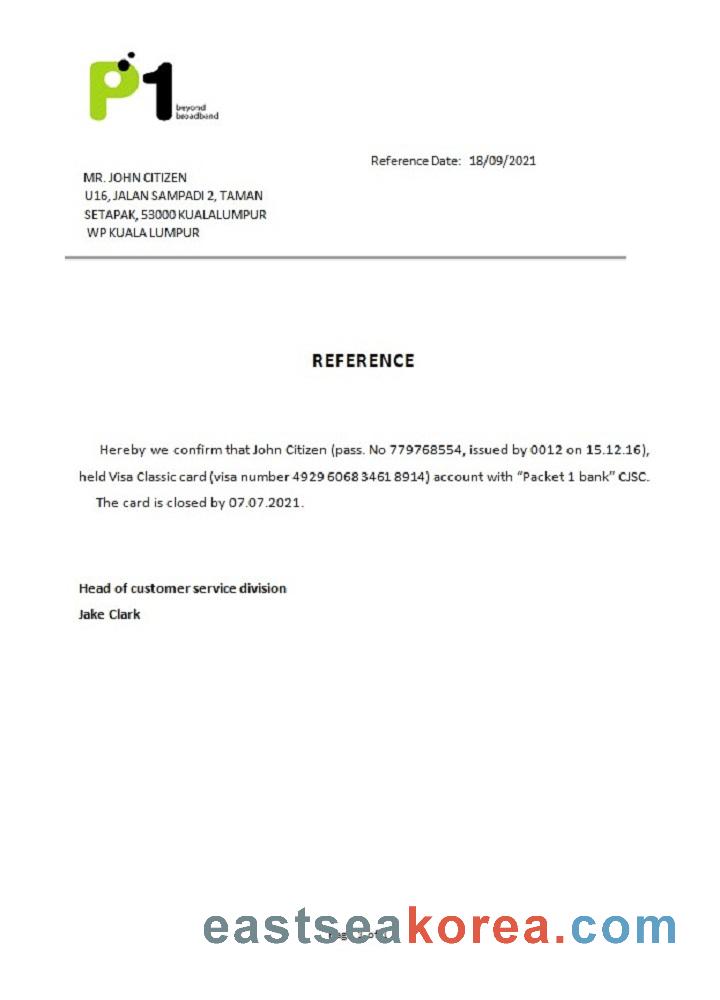 P1
beyond
broadband
Reference Date: 18/09/2021
MR. JOHN CITIZEN
U16, JALAN SAMPADI 2, TAMAN
SETAPAK, 53000 KUALALUMPUR
WP KUALA LUMPUR
REFERENCE
Hereby we confirm that John Citizen (pass. No 779768554, issued by 0012 on 15.12.16),
held Visa Classic card (visa number 4929 6068 3461 8914) account with “Packet 1 bank” CJSC.
The card is closed by 07.07.2021.
Head of customer service division
Jake Clark
eastseakorea.com